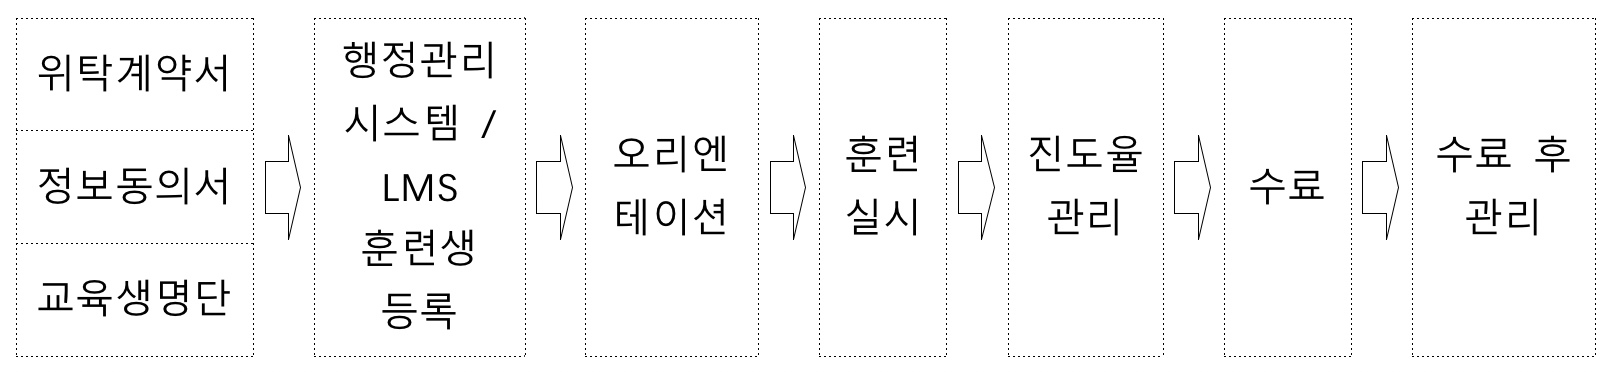 위탁계약서
정보동의서
교육생명단
행정관리
시스템 /
LMS
훈련생
등록
오리엔
테이션
훈련
실시
진도율
관리
수료
수료 후
관리